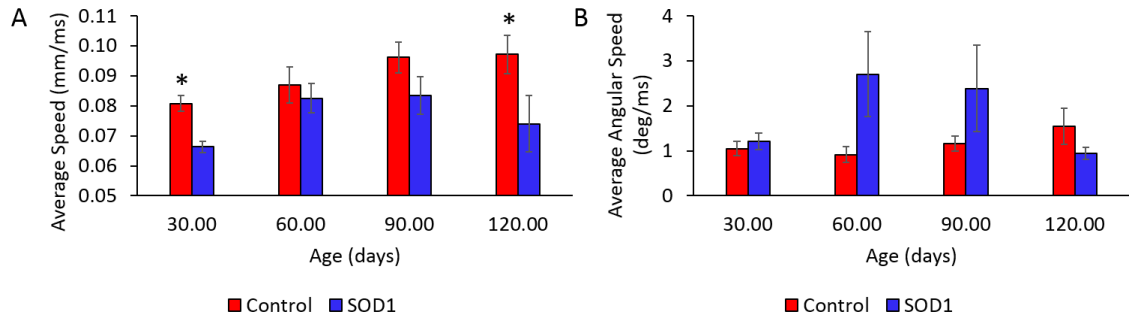 A
Average Speed (mm/ms)
0.11
0.10
0.09
0.08
0.07
0.06
0.05
*
*
30.00 60.00 90.00 120.00
Age (days)
Control SOD1
B
Average Angular Speed
(deg/ms)
4
3
2
1
0
30.00 60.00 90.00 120.00
Age (days)
Control SOD1